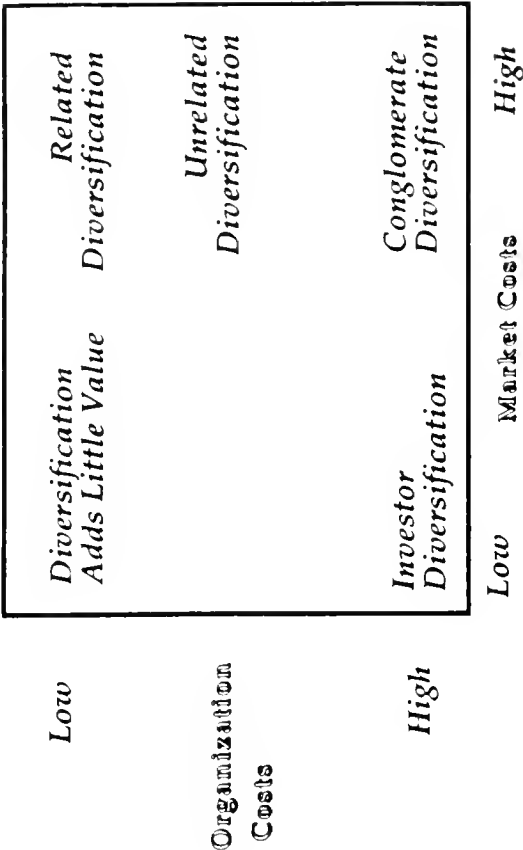 Low
Diversification
Adds Little Value
Related
Diversification
Organization
Costs
Unrelated
Diversification
High
Investor
Diversification
Conglomerate
Diversification
Low
Market Costs
High